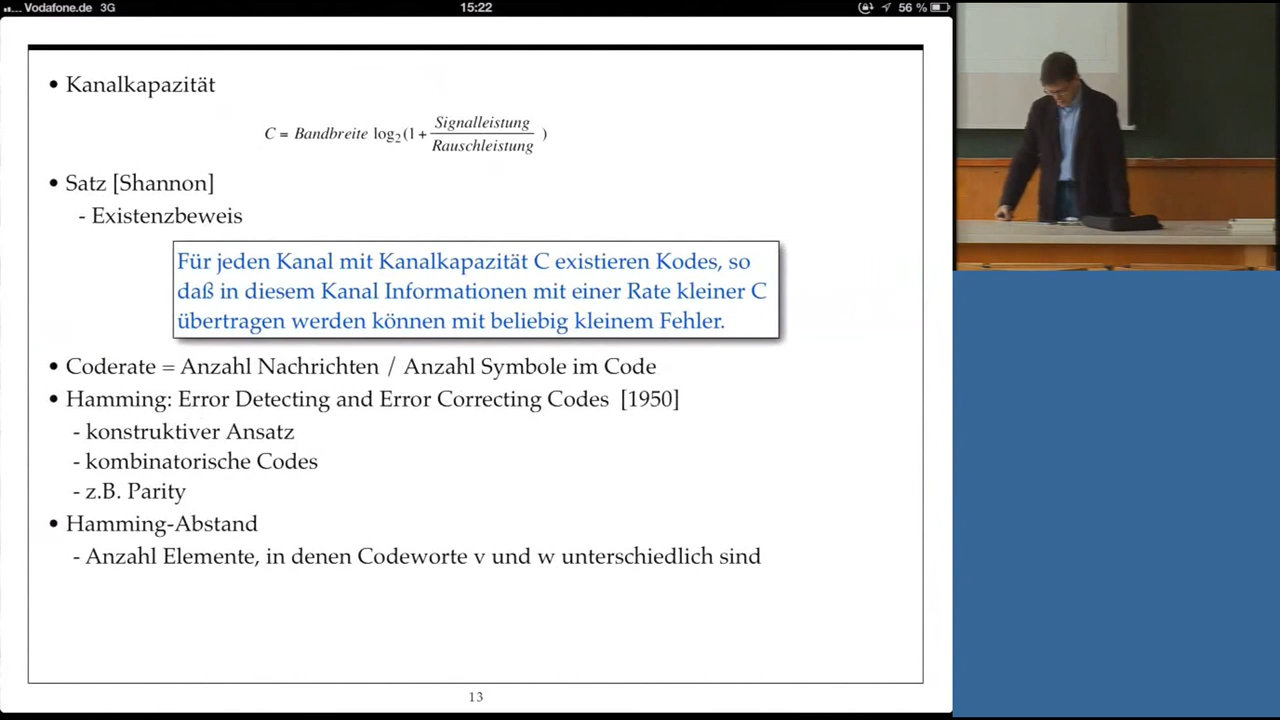 Vodafone.de 3G 15:22 56 %
• Kanalkapazität
C = Bandbreite log₂(1 + Signalleistung / Rauschleistung )
• Satz [Shannon]
- Existenzbeweis
Für jeden Kanal mit Kanalkapazität C existieren Kodes, so
daß in diesem Kanal Informationen mit einer Rate kleiner C
übertragen werden können mit beliebig kleinem Fehler.
• Coderate = Anzahl Nachrichten / Anzahl Symbole im Code
• Hamming: Error Detecting and Error Correcting Codes [1950]
- konstruktiver Ansatz
- kombinatorische Codes
- z.B. Parity
• Hamming-Abstand
- Anzahl Elemente, in denen Codeworte v und w unterschiedlich sind
13